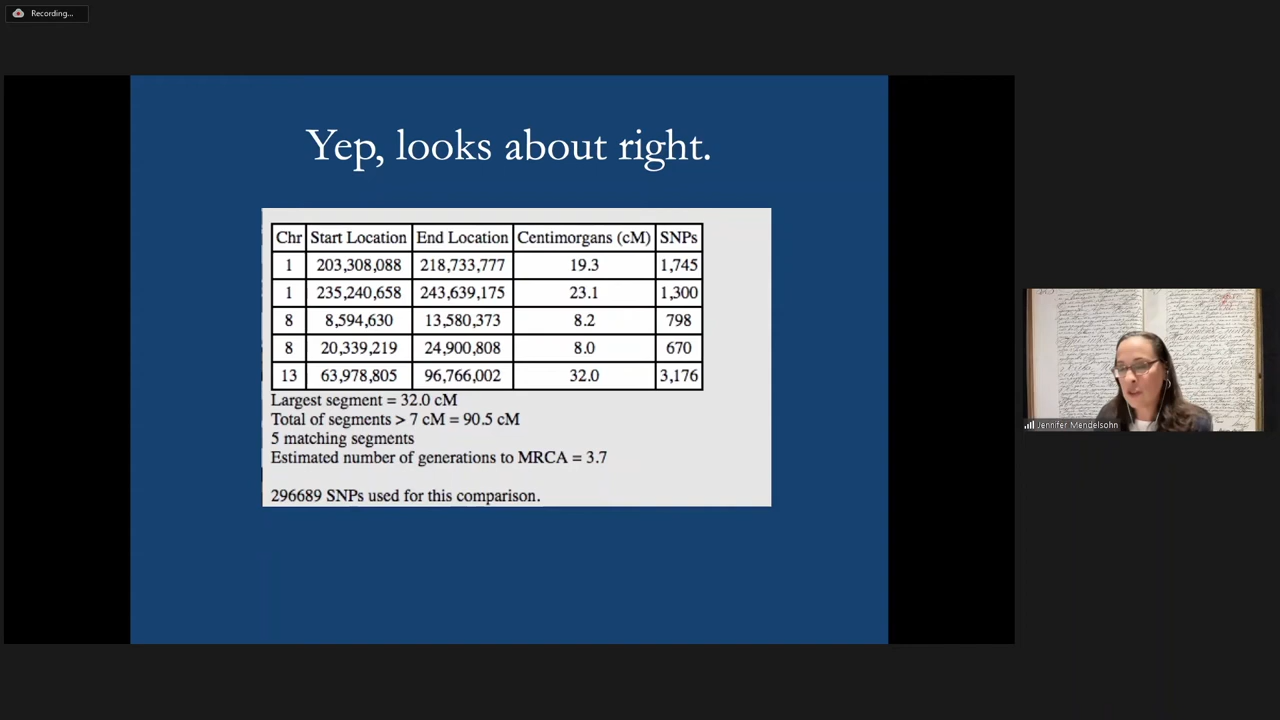 Recording...
Yep, looks about right.
Chr Start Location End Location Centimorgans (cM) SNPs
1 203,308,088 218,733,777 19.3 1,745
1 235,240,658 243,639,175 23.1 1,300
8 8,594,630 13,580,373 8.2 798
8 20,339,219 24,900,808 8.0 670
13 63,978,805 96,766,002 32.0 3,176
Largest segment = 32.0 cM
Total of segments > 7 cM = 90.5 cM
5 matching segments
Estimated number of generations to MRCA = 3.7
296689 SNPs used for this comparison.
Jennifer Mendelsohn